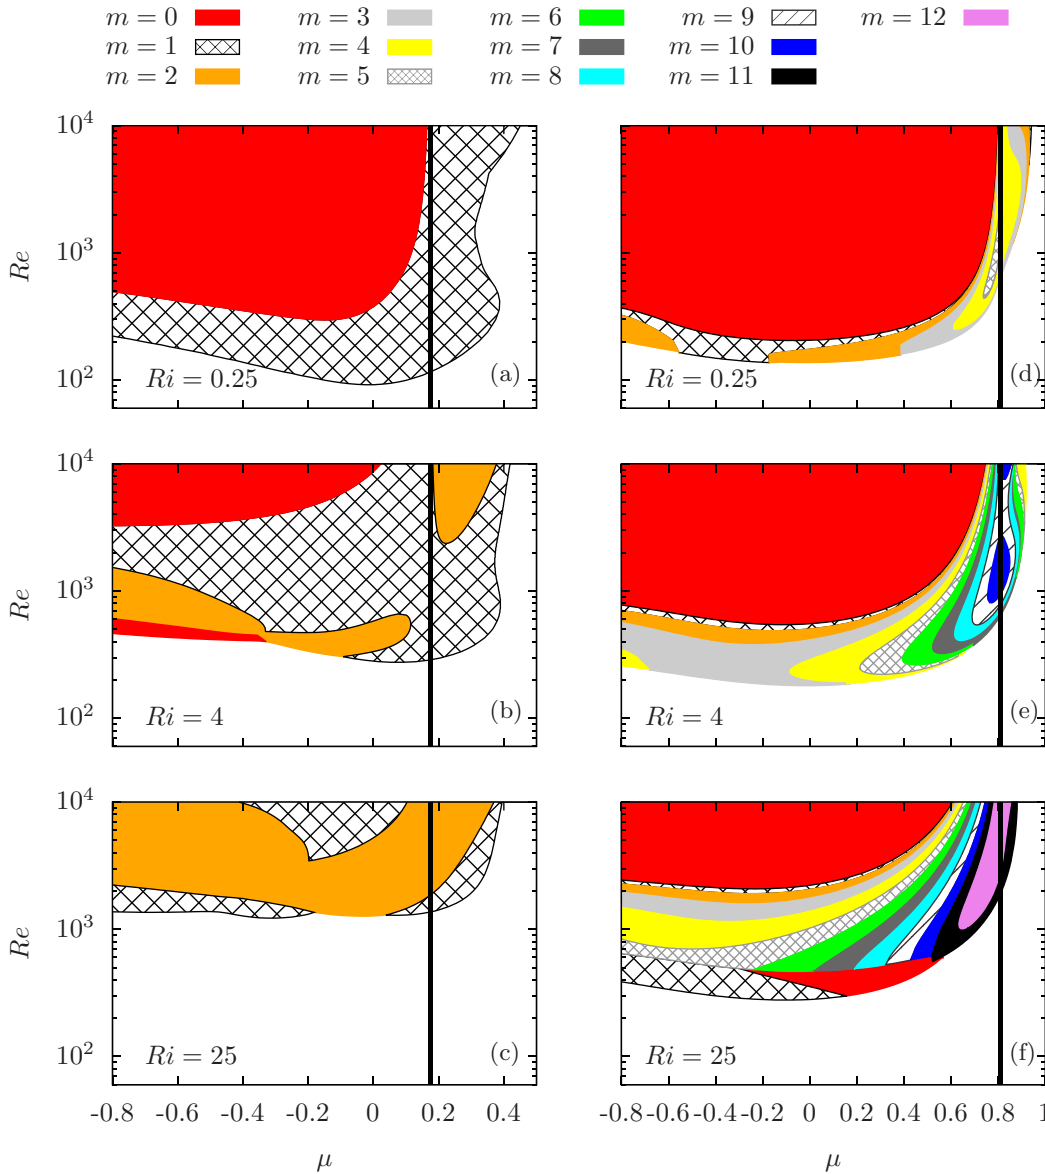 m = 0 m = 3 m = 6 m = 9 m = 12
m = 1 m = 4 m = 7 m = 10
m = 2 m = 5 m = 8 m = 11
10^4
10^3
10^2
Re
Ri = 0.25
(a)
Ri = 0.25
(d)
10^4
10^3
10^2
Re
Ri = 4
(b)
Ri = 4
(e)
10^4
10^3
10^2
Re
Ri = 25
(c)
Ri = 25
(f)
-0.8 -0.6 -0.4 -0.2 0 0.2 0.4
-0.8 -0.6 -0.4 -0.2 0 0.2 0.4 0.6 0.8 1
μ
μ